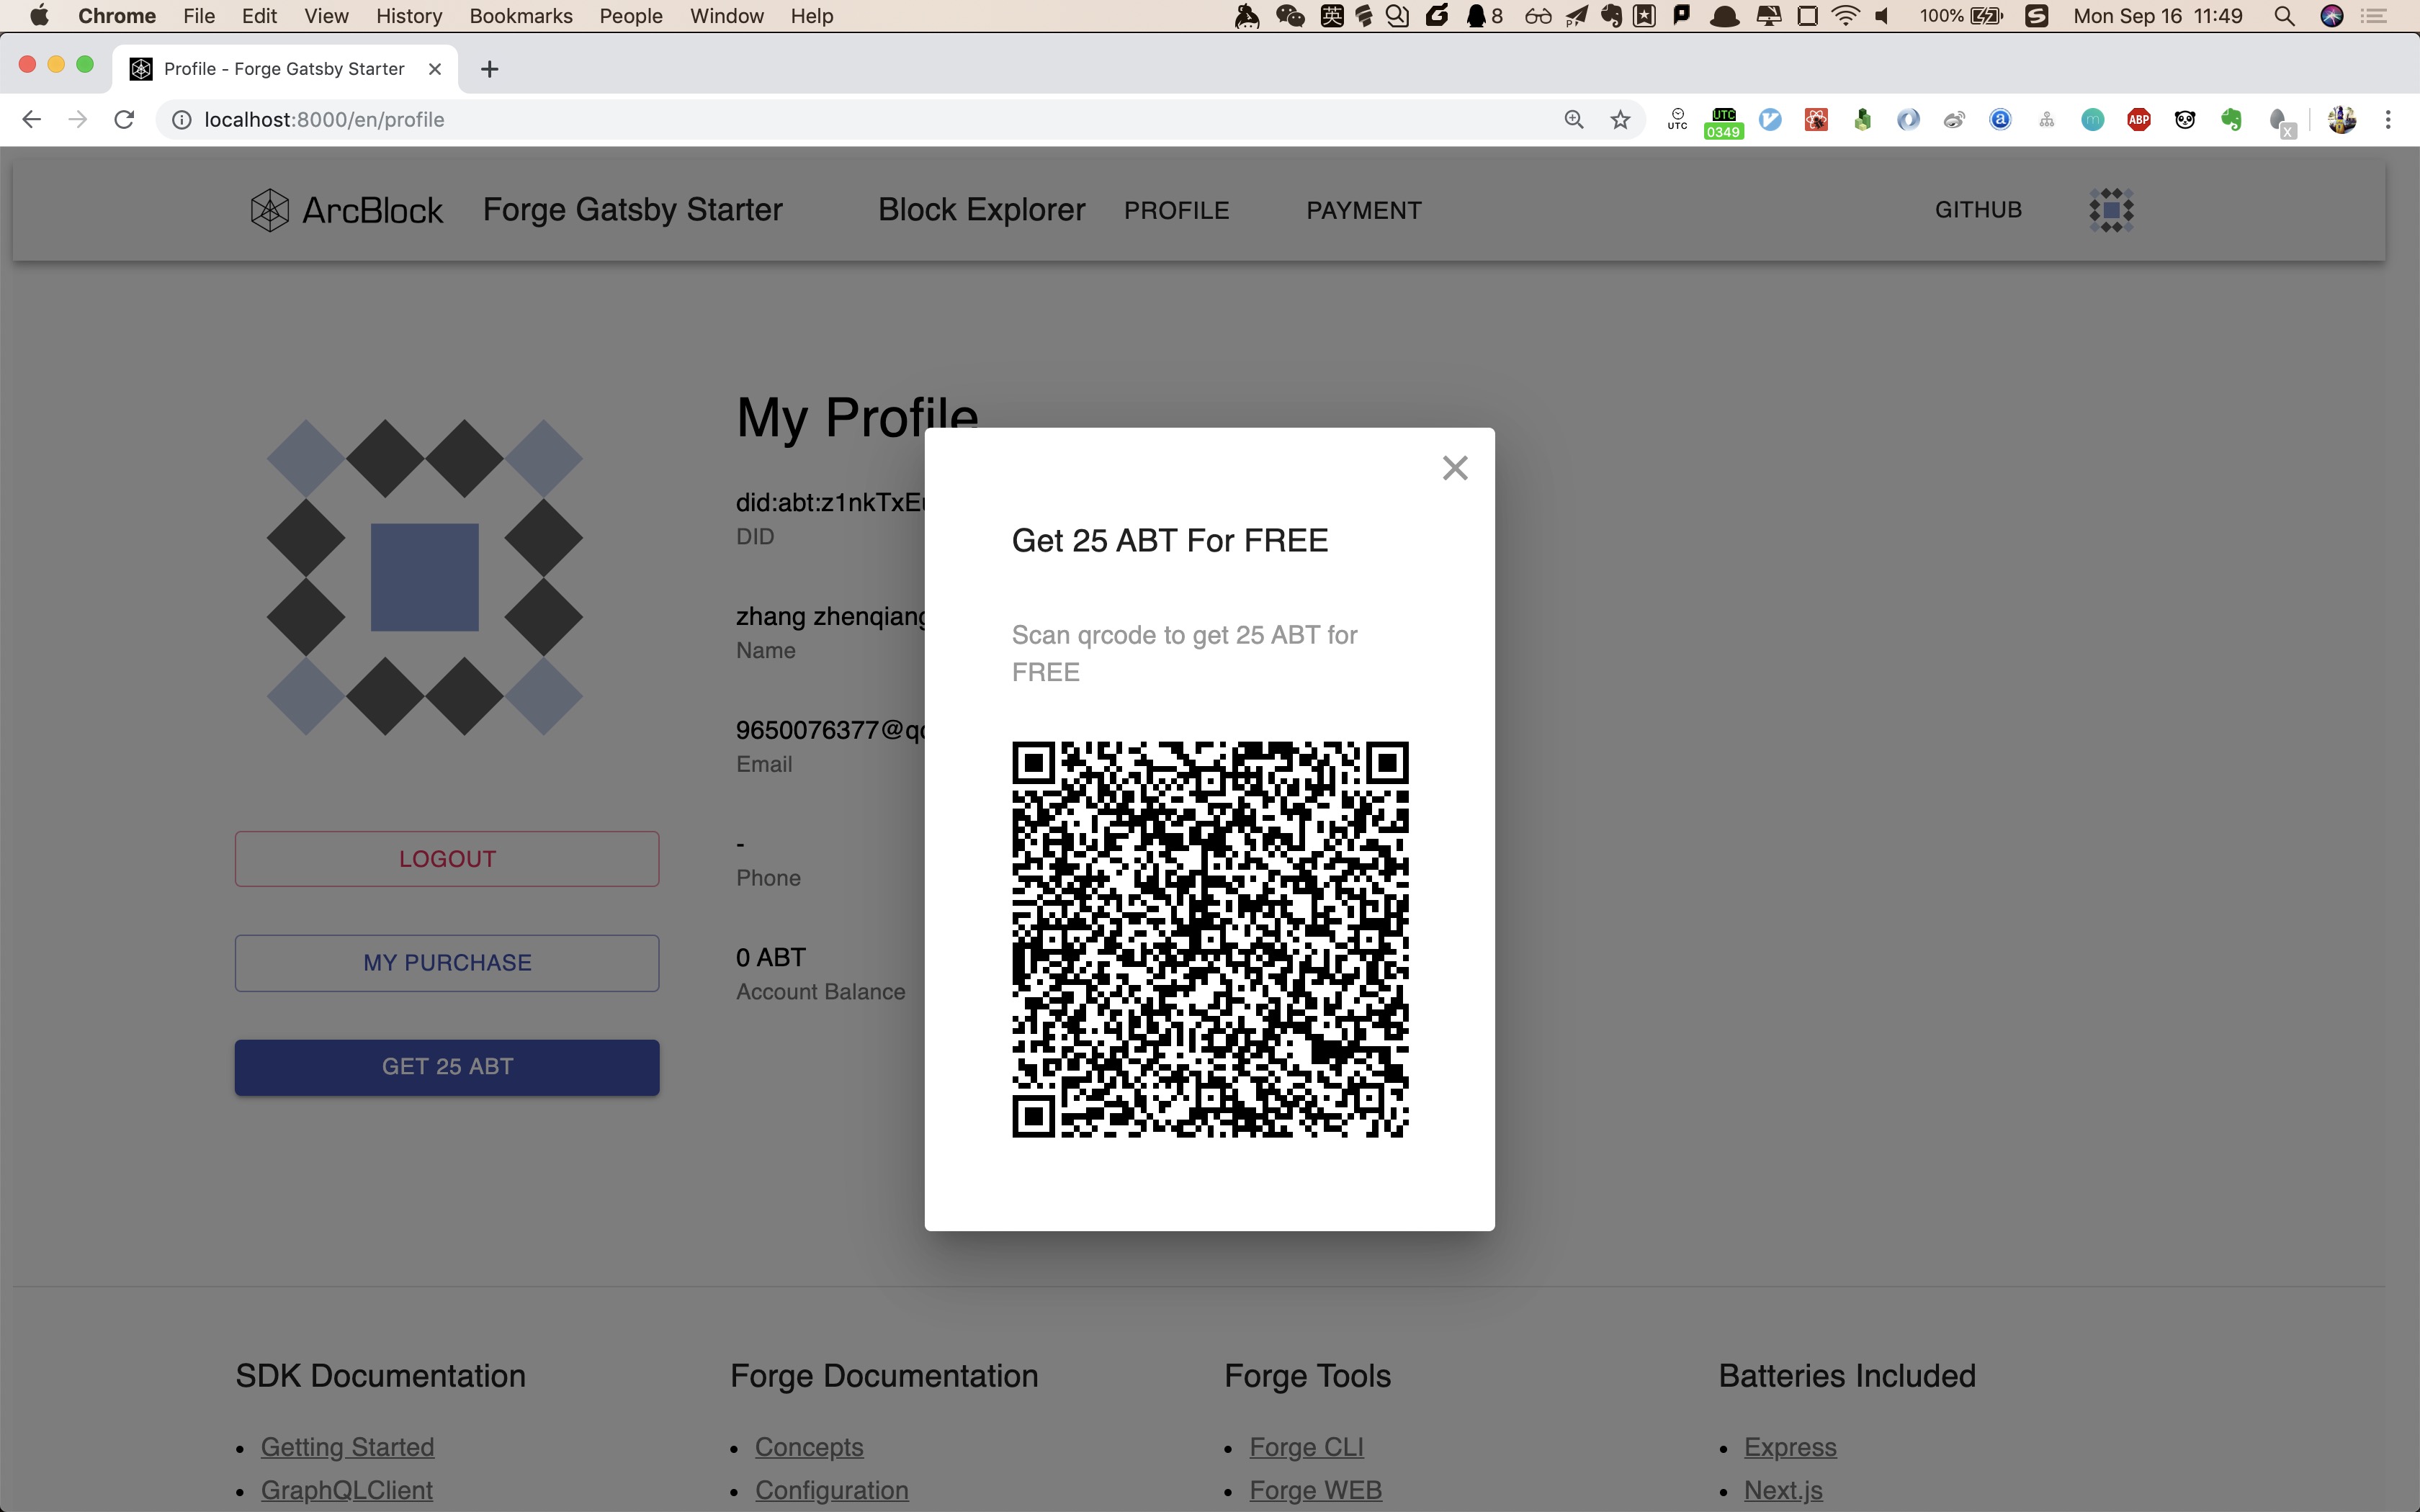 Chrome File Edit View History Bookmarks People Window Help 英 8 100% Mon Sep 16 11:49
Profile - Forge Gatsby Starter
localhost:8000/en/profile UTC UTC 0349 ABP
ArcBlock Forge Gatsby Starter Block Explorer PROFILE PAYMENT GITHUB
My Profile
did:abt:z1nkTxE
DID
zhang zhenqiang
Name
9650076377@q
Email
-
Phone
0 ABT
Account Balance
LOGOUT
MY PURCHASE
GET 25 ABT
Get 25 ABT For FREE
Scan qrcode to get 25 ABT for
FREE
SDK Documentation
Getting Started
GraphQLClient
Forge Documentation
Concepts
Configuration
Forge Tools
Forge CLI
Forge WEB
Batteries Included
Express
Next.js